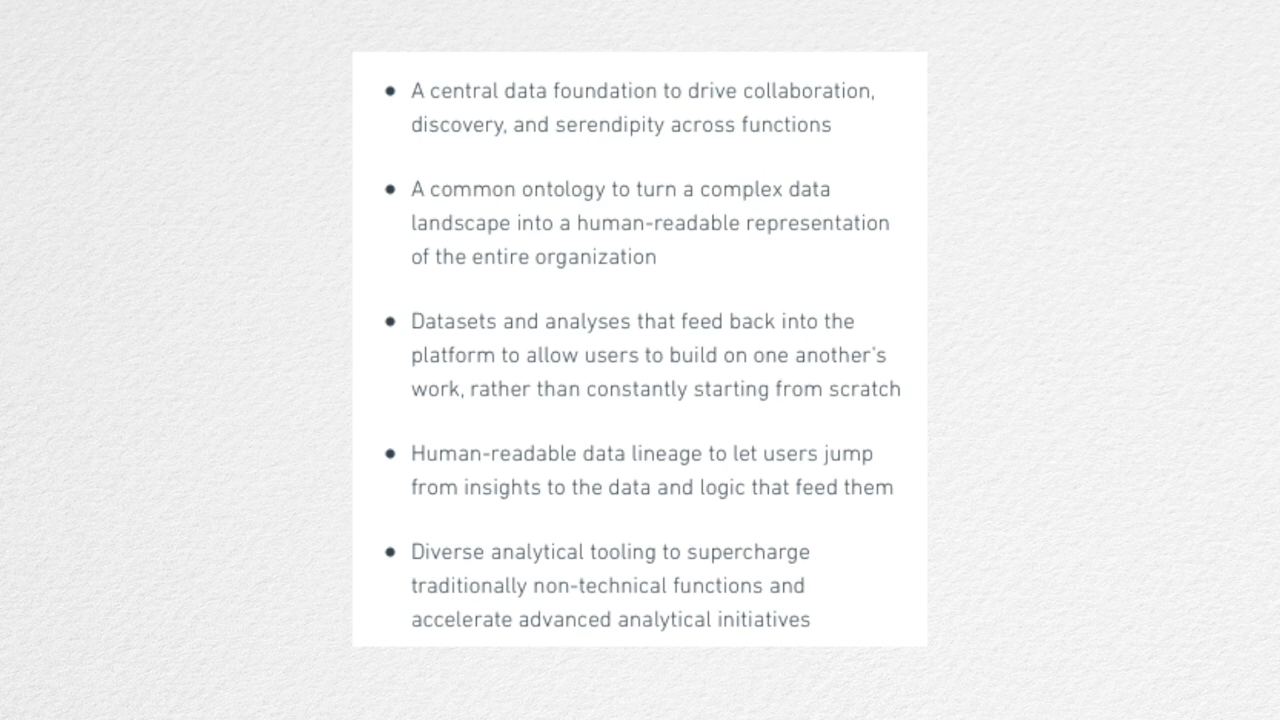 • A central data foundation to drive collaboration,
discovery, and serendipity across functions
• A common ontology to turn a complex data
landscape into a human-readable representation
of the entire organization
• Datasets and analyses that feed back into the
platform to allow users to build on one another's
work, rather than constantly starting from scratch
• Human-readable data lineage to let users jump
from insights to the data and logic that feed them
• Diverse analytical tooling to supercharge
traditionally non-technical functions and
accelerate advanced analytical initiatives